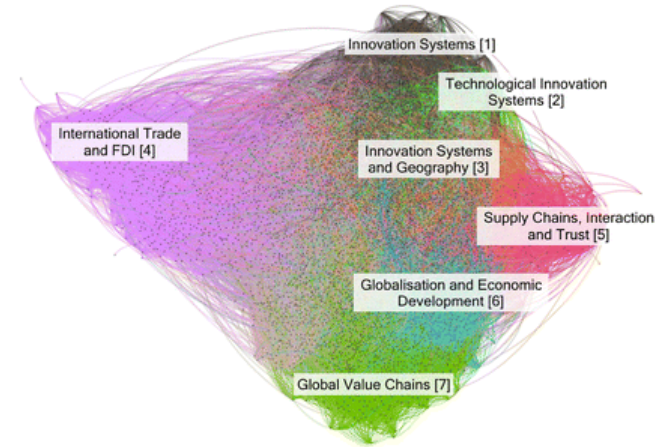 Innovation Systems [1]
Technological Innovation
Systems [2]
International Trade
and FDI [4]
Innovation Systems
and Geography [3]
Supply Chains, Interaction
and Trust [5]
Globalisation and Economic
Development [6]
Global Value Chains [7]